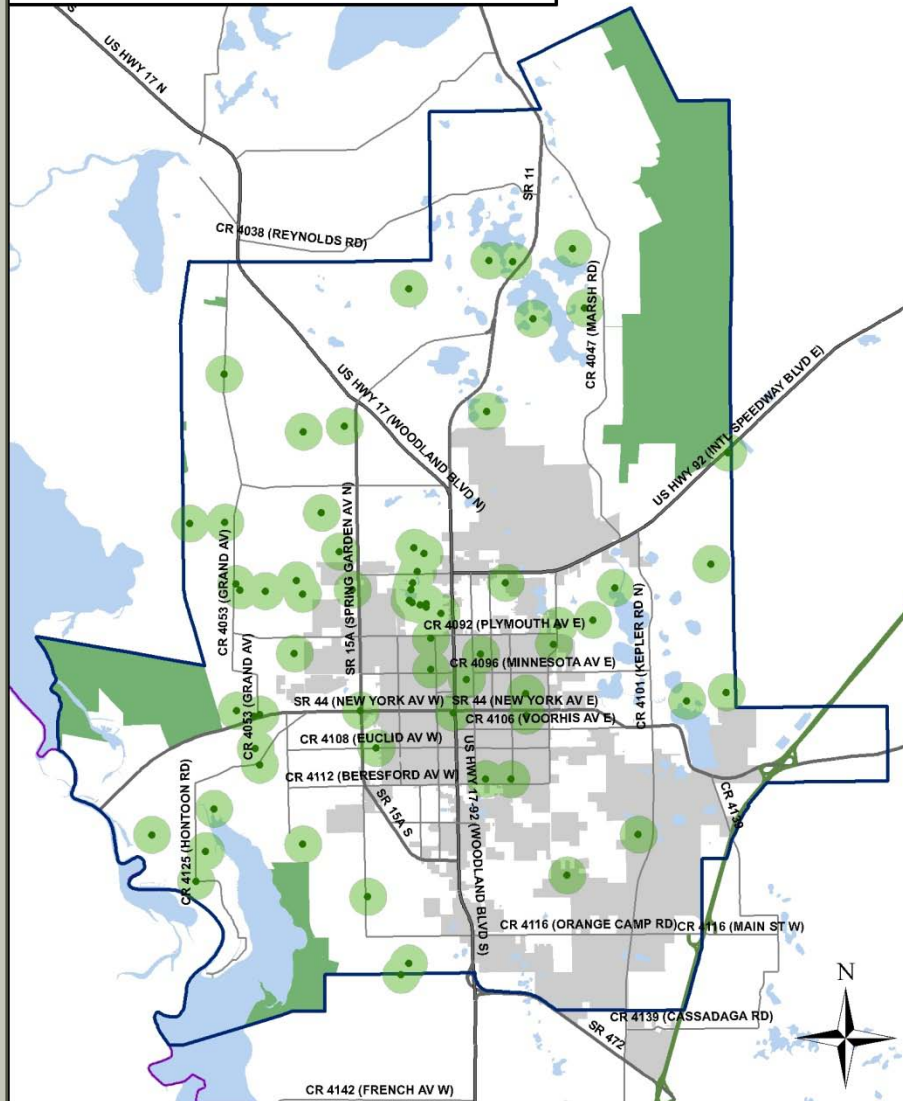 US HWY 17 N
SR 11
CR 4038 (REYNOLDS RD)
CR 4047 (MARSH RD)
US HWY 17 (WOODLAND BLVD N)
US HWY 92 (INTL SPEEDWAY BLVD E)
SR 15A (SPRING GARDEN AV N)
CR 4053 (GRAND AV)
CR 4092 (PLYMOUTH AV E)
CR 4096 (MINNESOTA AV E)
CR 4101 (KEPLER RD N)
CR 4053 (GRAND AV)
SR 44 (NEW YORK AV W)
SR 44 (NEW YORK AV E)
CR 4106 (VOORHIS AV E)
CR 4108 (EUCLID AV W)
CR 4112 (BERESFORD AV W)
US HWY 17-92 (WOODLAND BLVD S)
CR 4125 (HONTOON RD)
SR 15A S
CR 4139
CR 4116 (ORANGE CAMP RD)
CR 4116 (MAIN ST W)
N
CR 4139 (CASSADAGA RD)
SR 472
CR 4142 (FRENCH AV W)